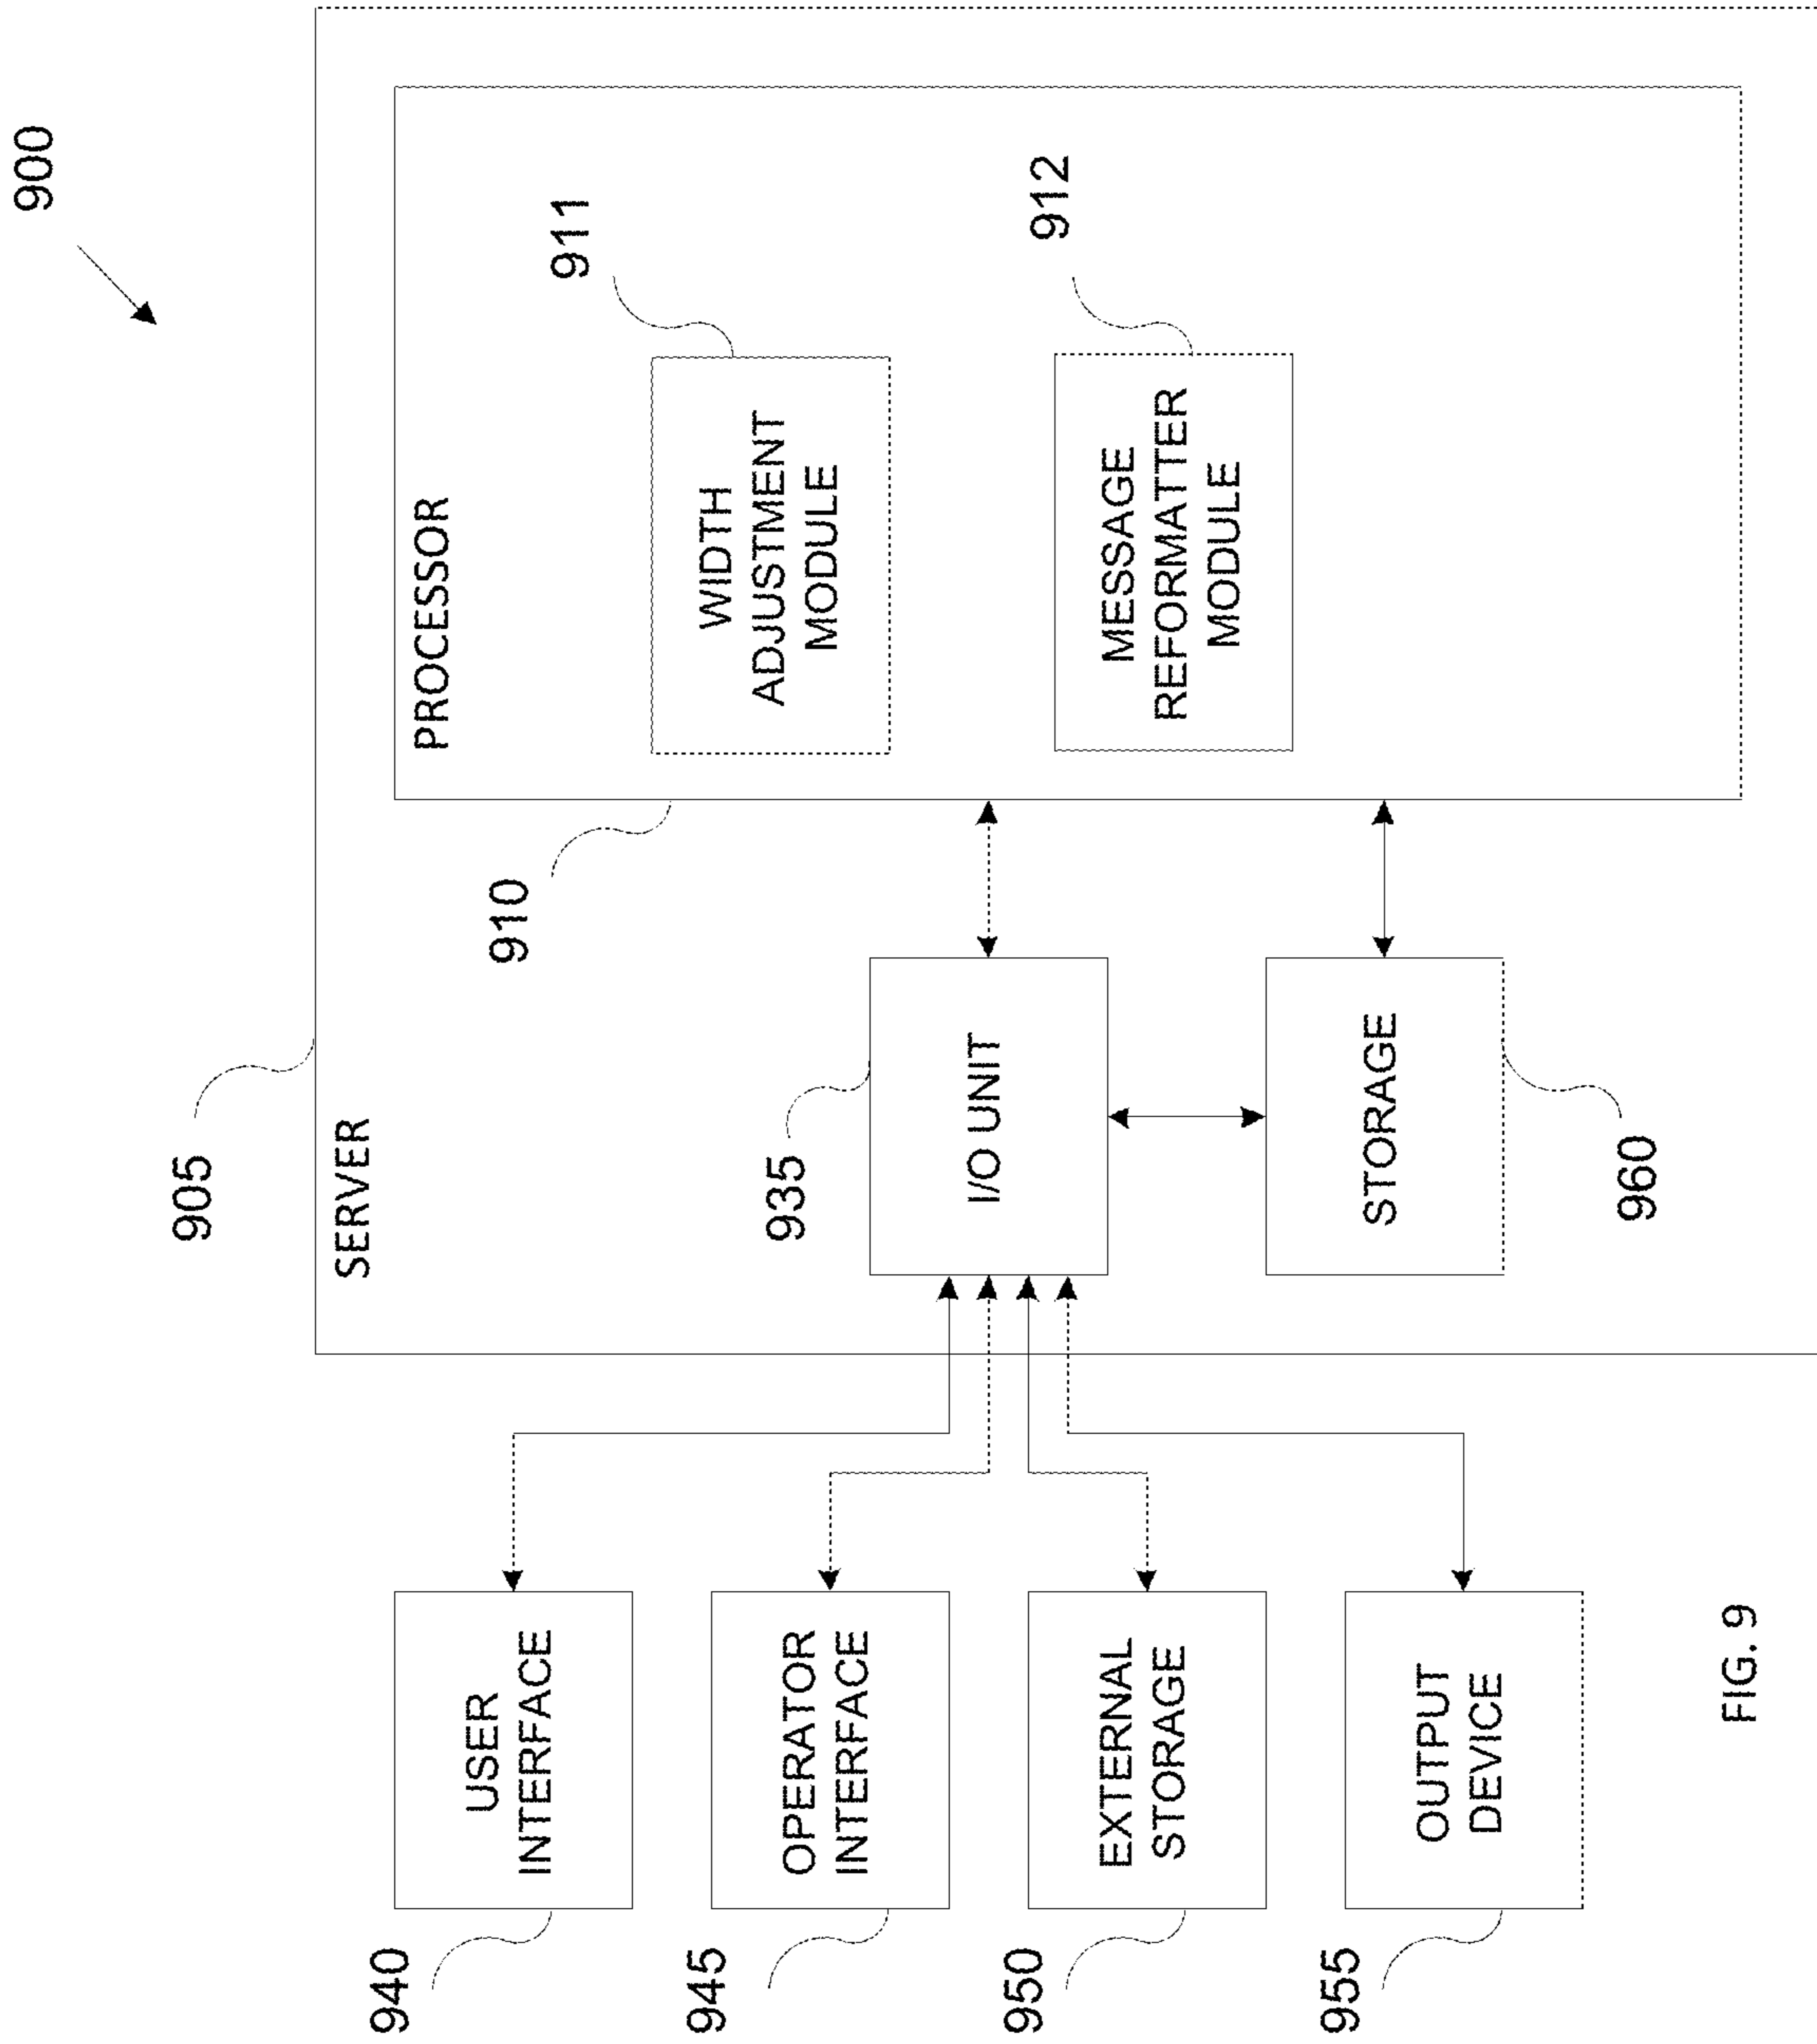 900
905
SERVER
PROCESSOR
910
911
WIDTH
ADJUSTMENT
MODULE
912
MESSAGE
REFORMATTER
MODULE
935
I/O UNIT
STORAGE
960
940
USER
INTERFACE
945
OPERATOR
INTERFACE
950
EXTERNAL
STORAGE
955
OUTPUT
DEVICE
FIG. 9